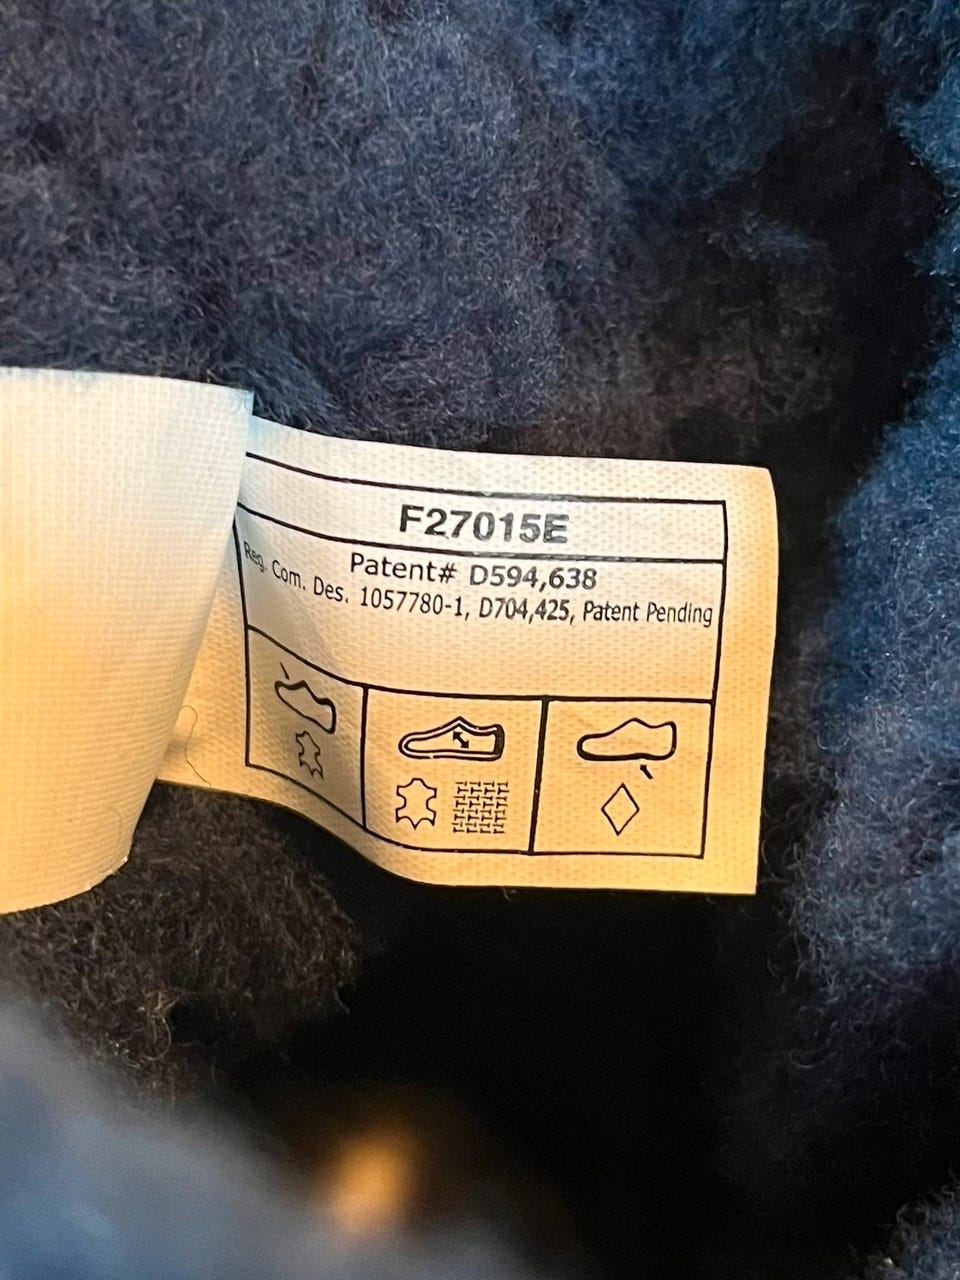 F27015E
Patent# D594,638
Reg. Com. Des. 1057780-1, D704,425, Patent Pending